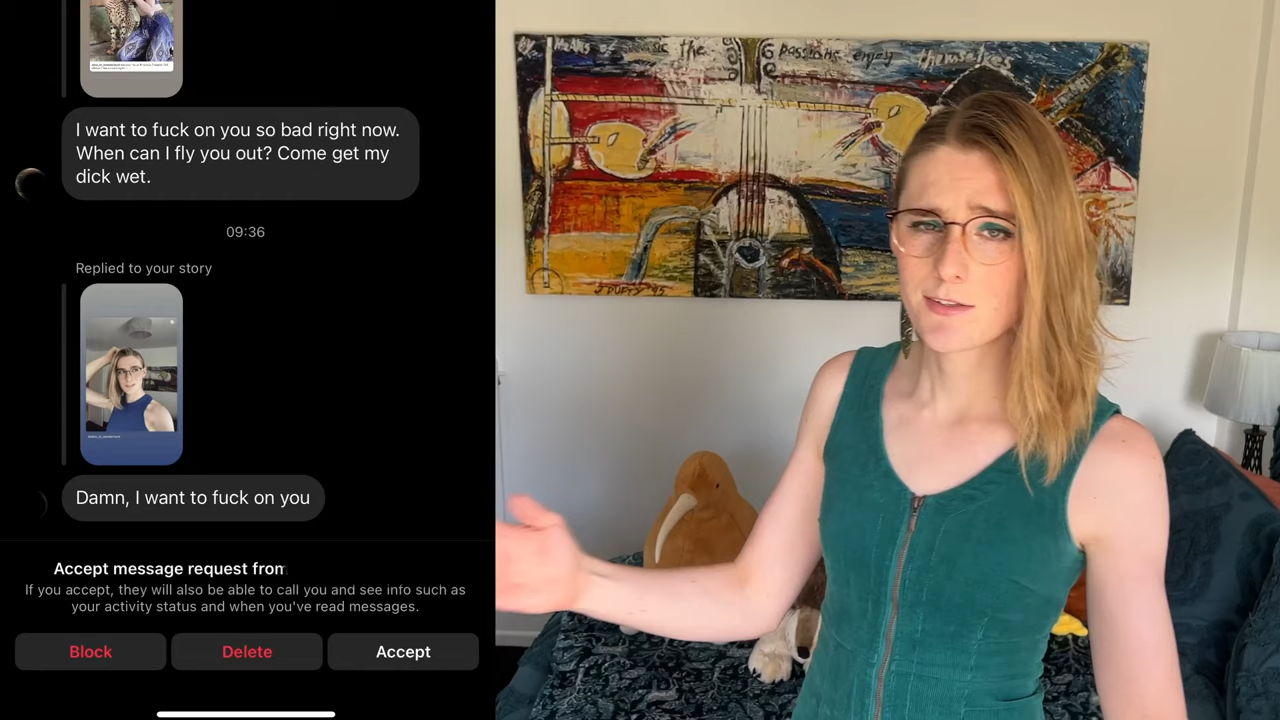 I want to fuck on you so bad right now.
When can I fly you out? Come get my
dick wet.
09:36
Replied to your story
Damn, I want to fuck on you
Accept message request from
If you accept, they will also be able to call you and see info such as
your activity status and when you've read messages.
Block
Delete
Accept
the passions enjoy themselves
J DUFTY '95